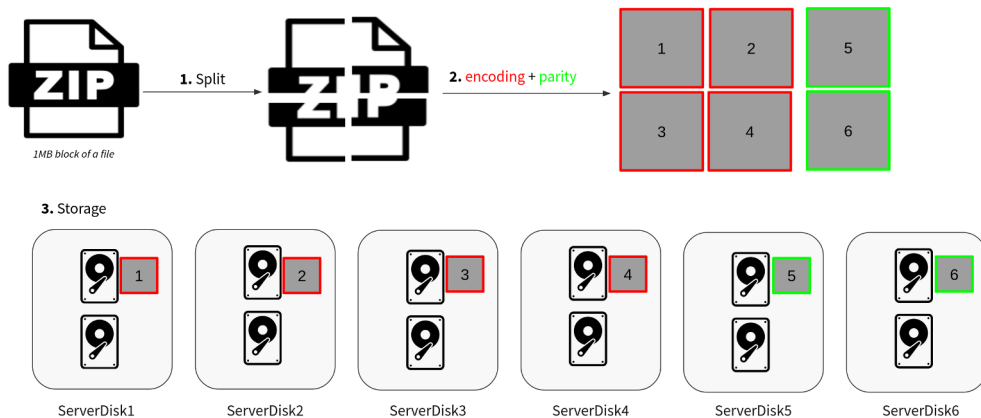 ZIP
1. Split
ZIP
2. encoding + parity
1MB block of a file
1 2 5
3 4 6
3. Storage
1 2 3 4 5 6
ServerDisk1 ServerDisk2 ServerDisk3 ServerDisk4 ServerDisk5 ServerDisk6